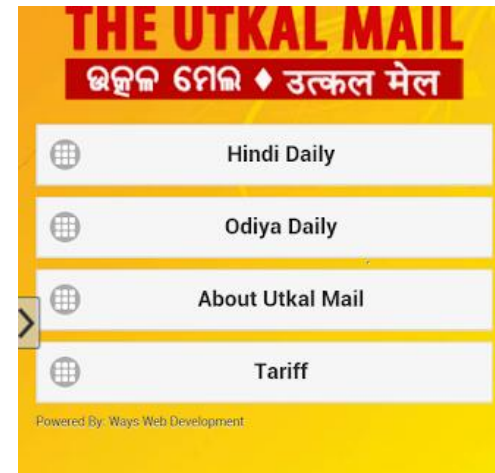 THE UTKAL MAIL
ଉତ୍କଳ ମେଲ ♦ उत्कल मेल
Hindi Daily
Odiya Daily
About Utkal Mail
Tariff
Powered By: Ways Web Development